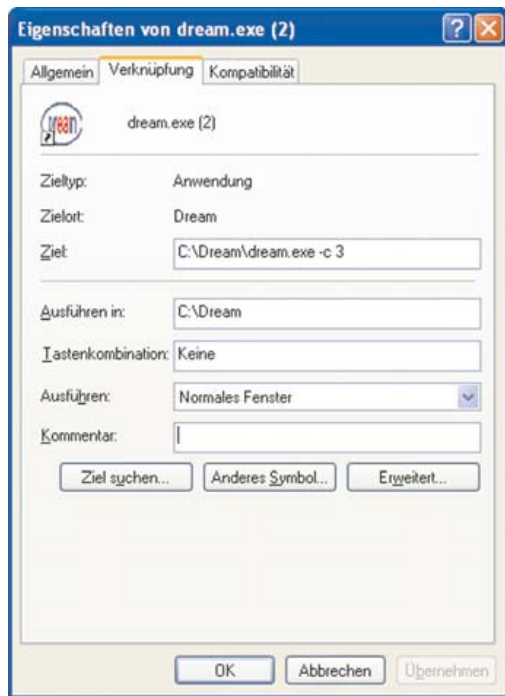 Eigenschaften von dream.exe (2)
Allgemein Verknüpfung Kompatibilität
Dream
dream.exe (2)
Zieltyp: Anwendung
Zielort: Dream
Ziel: C:\Dream\dream.exe -c 3
Ausführen in: C:\Dream
Tastenkombination: Keine
Ausführen: Normales Fenster
Kommentar:
Ziel suchen... Anderes Symbol... Erweitert...
OK Abbrechen Übernehmen